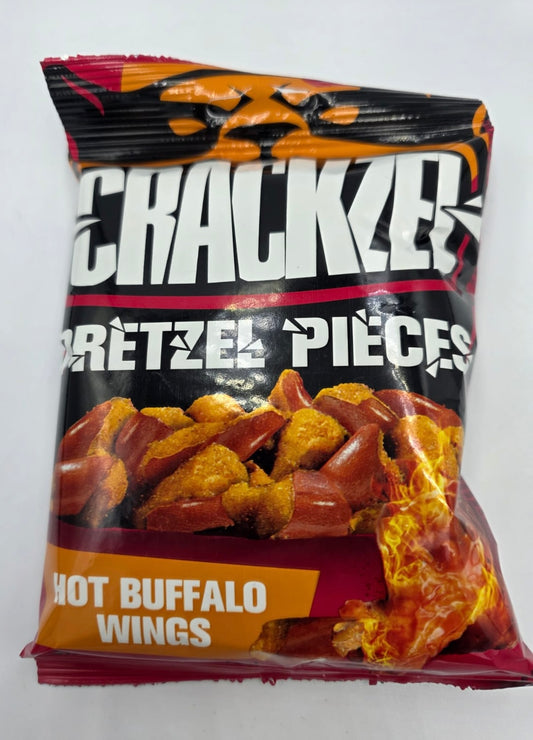 CRACKZEL
PRETZEL PIECES
HOT BUFFALO
WINGS